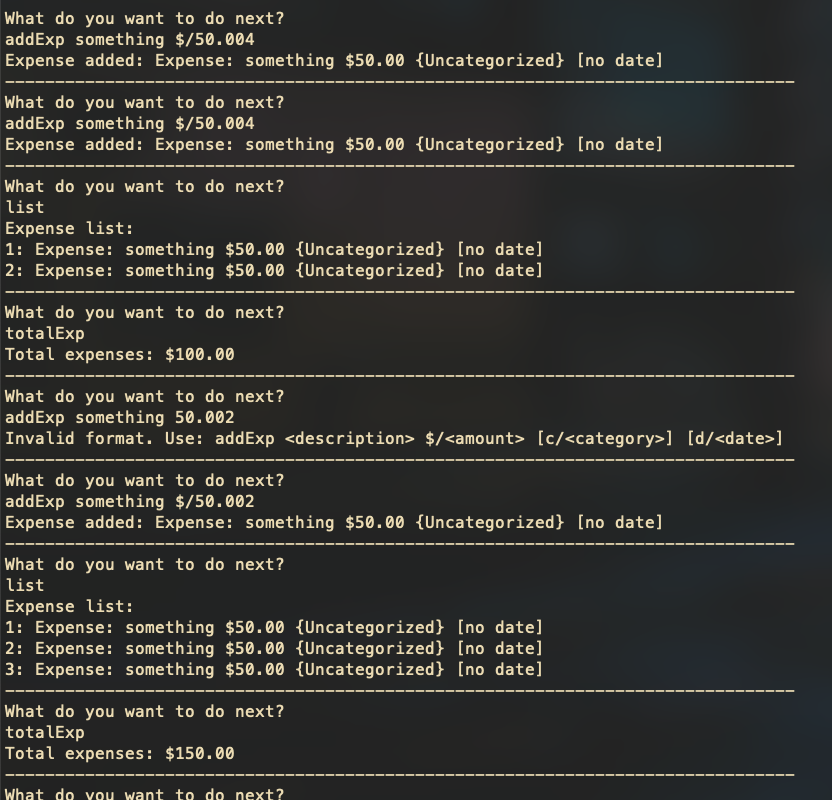 What do you want to do next?
addExp something $/50.004
Expense added: Expense: something $50.00 {Uncategorized} [no date]
_______________________________________________________________________________
What do you want to do next?
addExp something $/50.004
Expense added: Expense: something $50.00 {Uncategorized} [no date]
_______________________________________________________________________________
What do you want to do next?
list
Expense list:
1: Expense: something $50.00 {Uncategorized} [no date]
2: Expense: something $50.00 {Uncategorized} [no date]
_______________________________________________________________________________
What do you want to do next?
totalExp
Total expenses: $100.00
_______________________________________________________________________________
What do you want to do next?
addExp something 50.002
Invalid format. Use: addExp <description> $/<amount> [c/<category>] [d/<date>]
_______________________________________________________________________________
What do you want to do next?
addExp something $/50.002
Expense added: Expense: something $50.00 {Uncategorized} [no date]
_______________________________________________________________________________
What do you want to do next?
list
Expense list:
1: Expense: something $50.00 {Uncategorized} [no date]
2: Expense: something $50.00 {Uncategorized} [no date]
3: Expense: something $50.00 {Uncategorized} [no date]
_______________________________________________________________________________
What do you want to do next?
totalExp
Total expenses: $150.00
_______________________________________________________________________________
What do you want to do next?